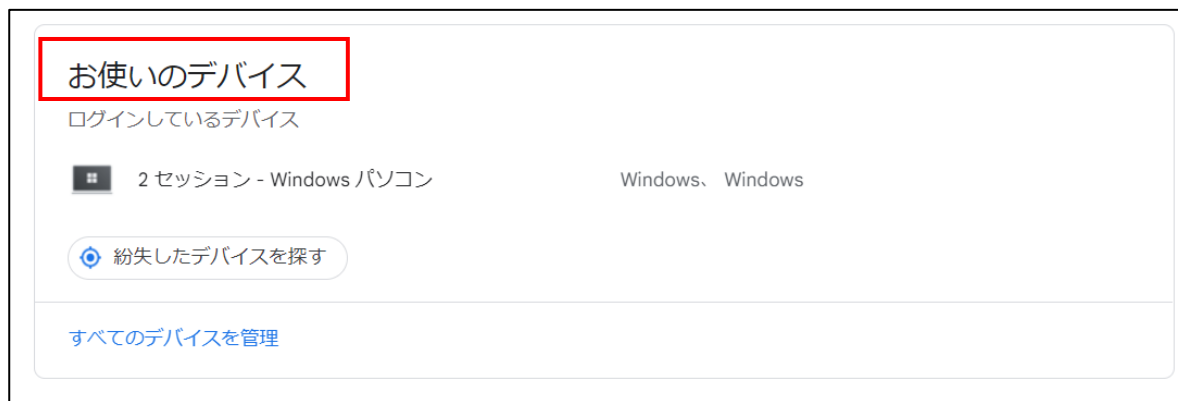 お使いのデバイス
ログインしているデバイス
2 セッション - Windows パソコン
Windows、 Windows
紛失したデバイスを探す
すべてのデバイスを管理